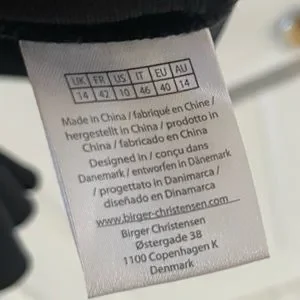 UK FR US IT EU AU
14 42 10 46 40 14
Made in China / fabriqué en Chine /
hergestellt in China / prodotto in
China / fabricado en China
Designed in / conçu dans
Danemark / entworfen in Dänemark
/ progettato in Danimarca /
diseñado en Dinamarca
www.birger-christensen.com
Birger Christensen
Østergade 38
1100 Copenhagen K
Denmark